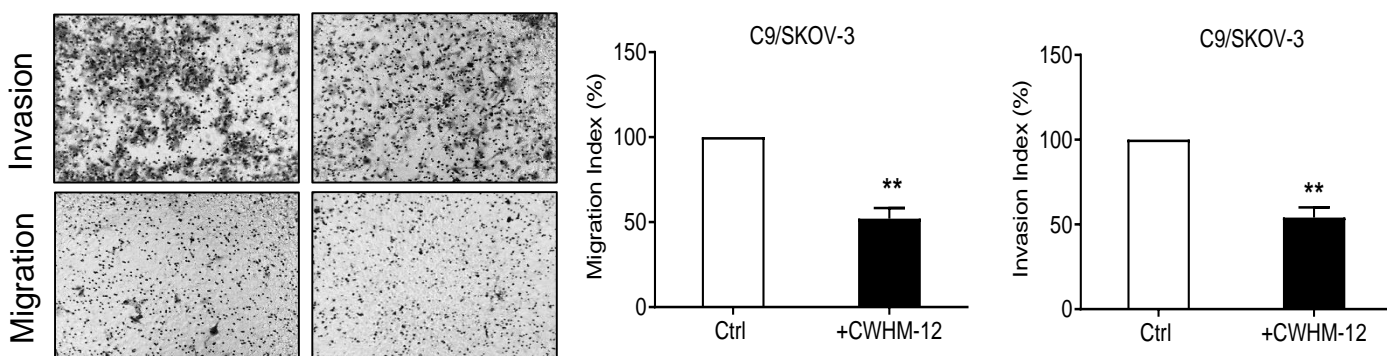 Invasion
Migration
C9/SKOV-3
Migration Index (%)
150
100
50
0
**
Ctrl
+CWHM-12
C9/SKOV-3
Invasion Index (%)
150
100
50
0
**
Ctrl
+CWHM-12